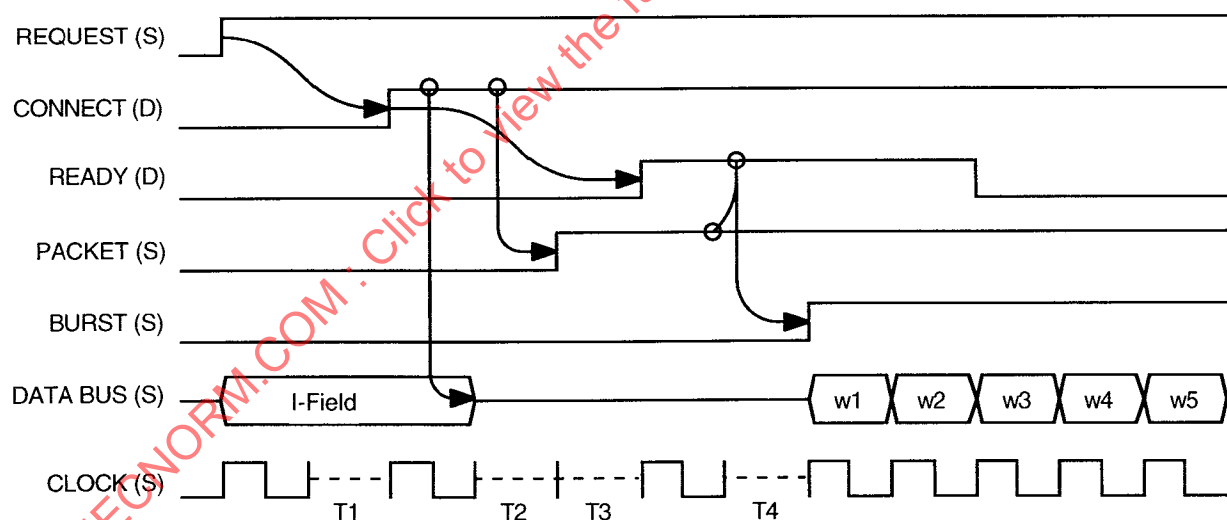 REQUEST (S)
CONNECT (D)
READY (D)
PACKET (S)
BURST (S)
DATA BUS (S)
I-Field
w1 w2 w3 w4 w5
CLOCK (S)
T1 T2 T3 T4
ECNORM.COM : Click to view the